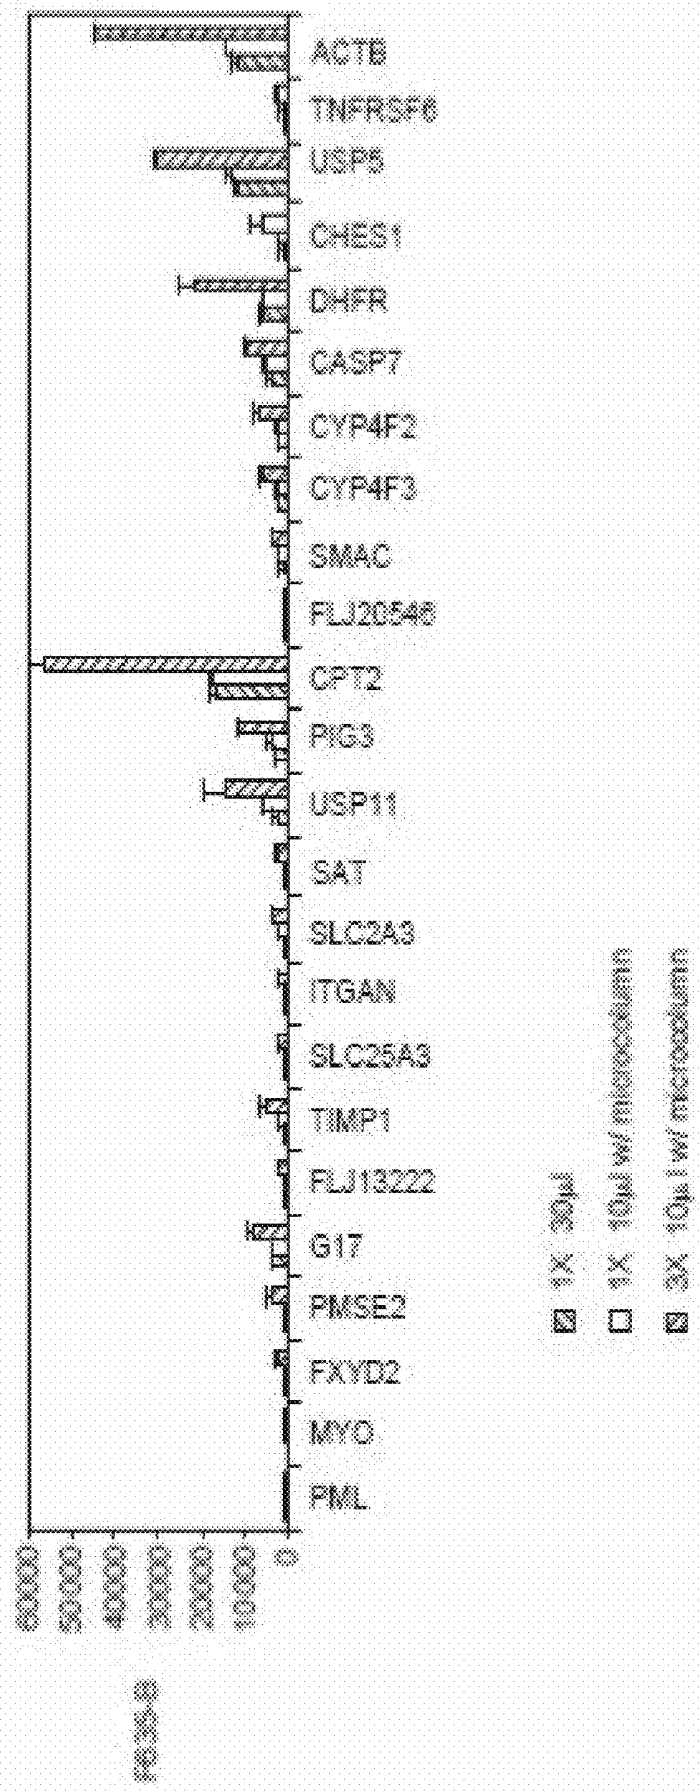 F635-B
60000
50000
40000
30000
20000
10000
0
PML
MYO
FXYD2
PMSE2
G17
FLJ13222
TIMP1
SLC25A3
ITGAN
SLC2A3
SAT
USP11
PIG3
CPT2
FLJ20546
SMAC
CYP4F3
CYP4F2
CASP7
DHFR
CHES1
USP5
TNFRSF6
ACTB
1X 30µl
1X 10µl w/ microcolumn
3X 10µl w/ microcolumn